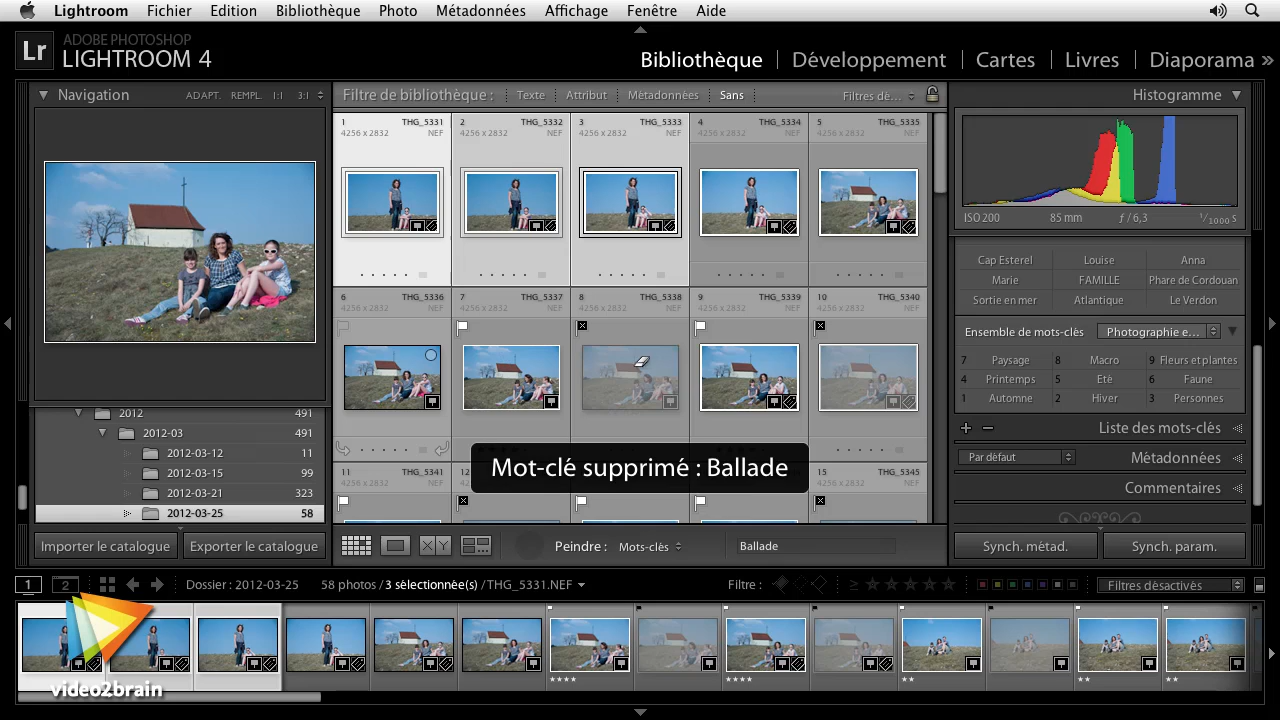 Lightroom Fichier Edition Bibliothèque Photo Métadonnées Affichage Fenêtre Aide
Lr
ADOBE PHOTOSHOP
LIGHTROOM 4
Bibliothèque Développement Cartes Livres Diaporama »
Navigation ADAPT. REMPL. 1:1 3:1
Filtre de bibliothèque : Texte Attribut Métadonnées Sans Filtres dé...
Histogramme
1 THG_5331
4256 x 2832 NEF
2 THG_5332
4256 x 2832 NEF
3 THG_5333
4256 x 2832 NEF
4 THG_5334
4256 x 2832 NEF
5 THG_5335
4256 x 2832 NEF
ISO 200 85 mm ƒ / 6,3 1/1000 s
Cap Esterel Louise Anna
Marie FAMILLE Phare de Cordouan
Sortie en mer Atlantique Le Verdon
6 THG_5336
4256 x 2832 NEF
7 THG_5337
4256 x 2832 NEF
8 THG_5338
4256 x 2832 NEF
9 THG_5339
4256 x 2832 NEF
10 THG_5340
4256 x 2832 NEF
Ensemble de mots-clés Photographie e...
7 Paysage 8 Macro 9 Fleurs et plantes
4 Printemps 5 Eté 6 Faune
1 Automne 2 Hiver 3 Personnes
2012 491
2012-03 491
2012-03-12 11
2012-03-15 99
2012-03-21 323
2012-03-25 58
Liste des mots-clés
Par défaut Métadonnées
Commentaires
Mot-clé supprimé : Ballade
11 THG_5341
15 THG_5345
Importer le catalogue Exporter le catalogue
XY
Peindre : Mots-clés Ballade
Synch. métad. Synch. param.
1 2 Dossier : 2012-03-25 58 photos / 3 sélectionnée(s) / THG_5331.NEF
Filtre : ≥ Filtres désactivés
video2brain